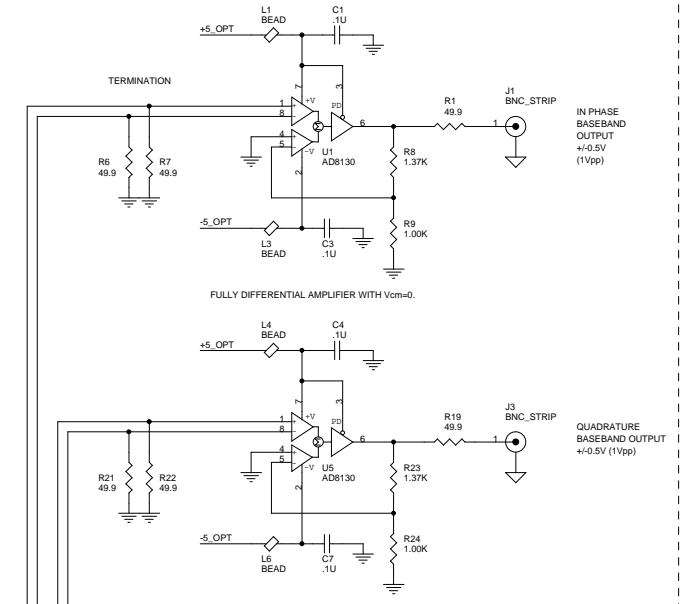 L1
BEAD
C1
.1U
+5_OPT
TERMINATION
7
+V
3
PD
1
8
4
5
Σ
6
-V
2
U1
AD8130
R1
49.9
1
J1
BNC_STRIP
IN PHASE
BASEBAND
OUTPUT
+/-0.5V
(1Vpp)
R6
49.9
R7
49.9
R8
1.37K
R9
1.00K
-5_OPT
L3
BEAD
C3
.1U
FULLY DIFFERENTIAL AMPLIFIER WITH Vcm=0.
L4
BEAD
C4
.1U
+5_OPT
7
+V
3
PD
1
8
4
5
Σ
6
-V
2
U5
AD8130
R19
49.9
1
J3
BNC_STRIP
QUADRATURE
BASEBAND OUTPUT
+/-0.5V (1Vpp)
R21
49.9
R22
49.9
R23
1.37K
R24
1.00K
-5_OPT
L6
BEAD
C7
.1U